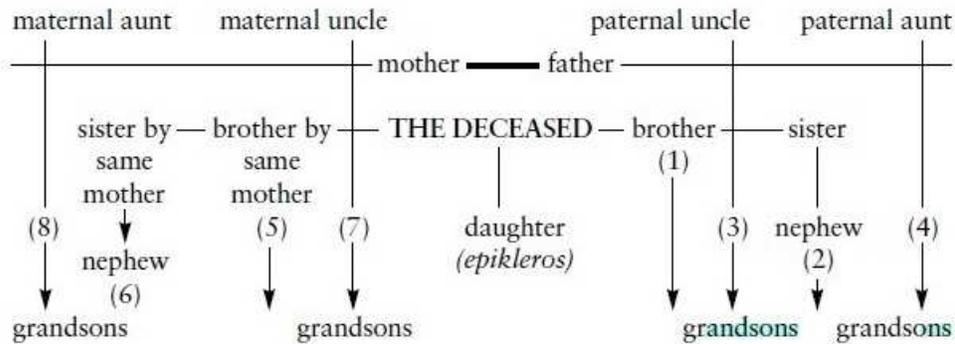 maternal aunt maternal uncle paternal uncle paternal aunt
mother father
sister by brother by THE DECEASED brother sister
same same (1)
mother mother
(8) (5) (7) daughter (3) nephew (4)
nephew (epikleros) (2)
(6)
grandsons grandsons grandsons grandsons